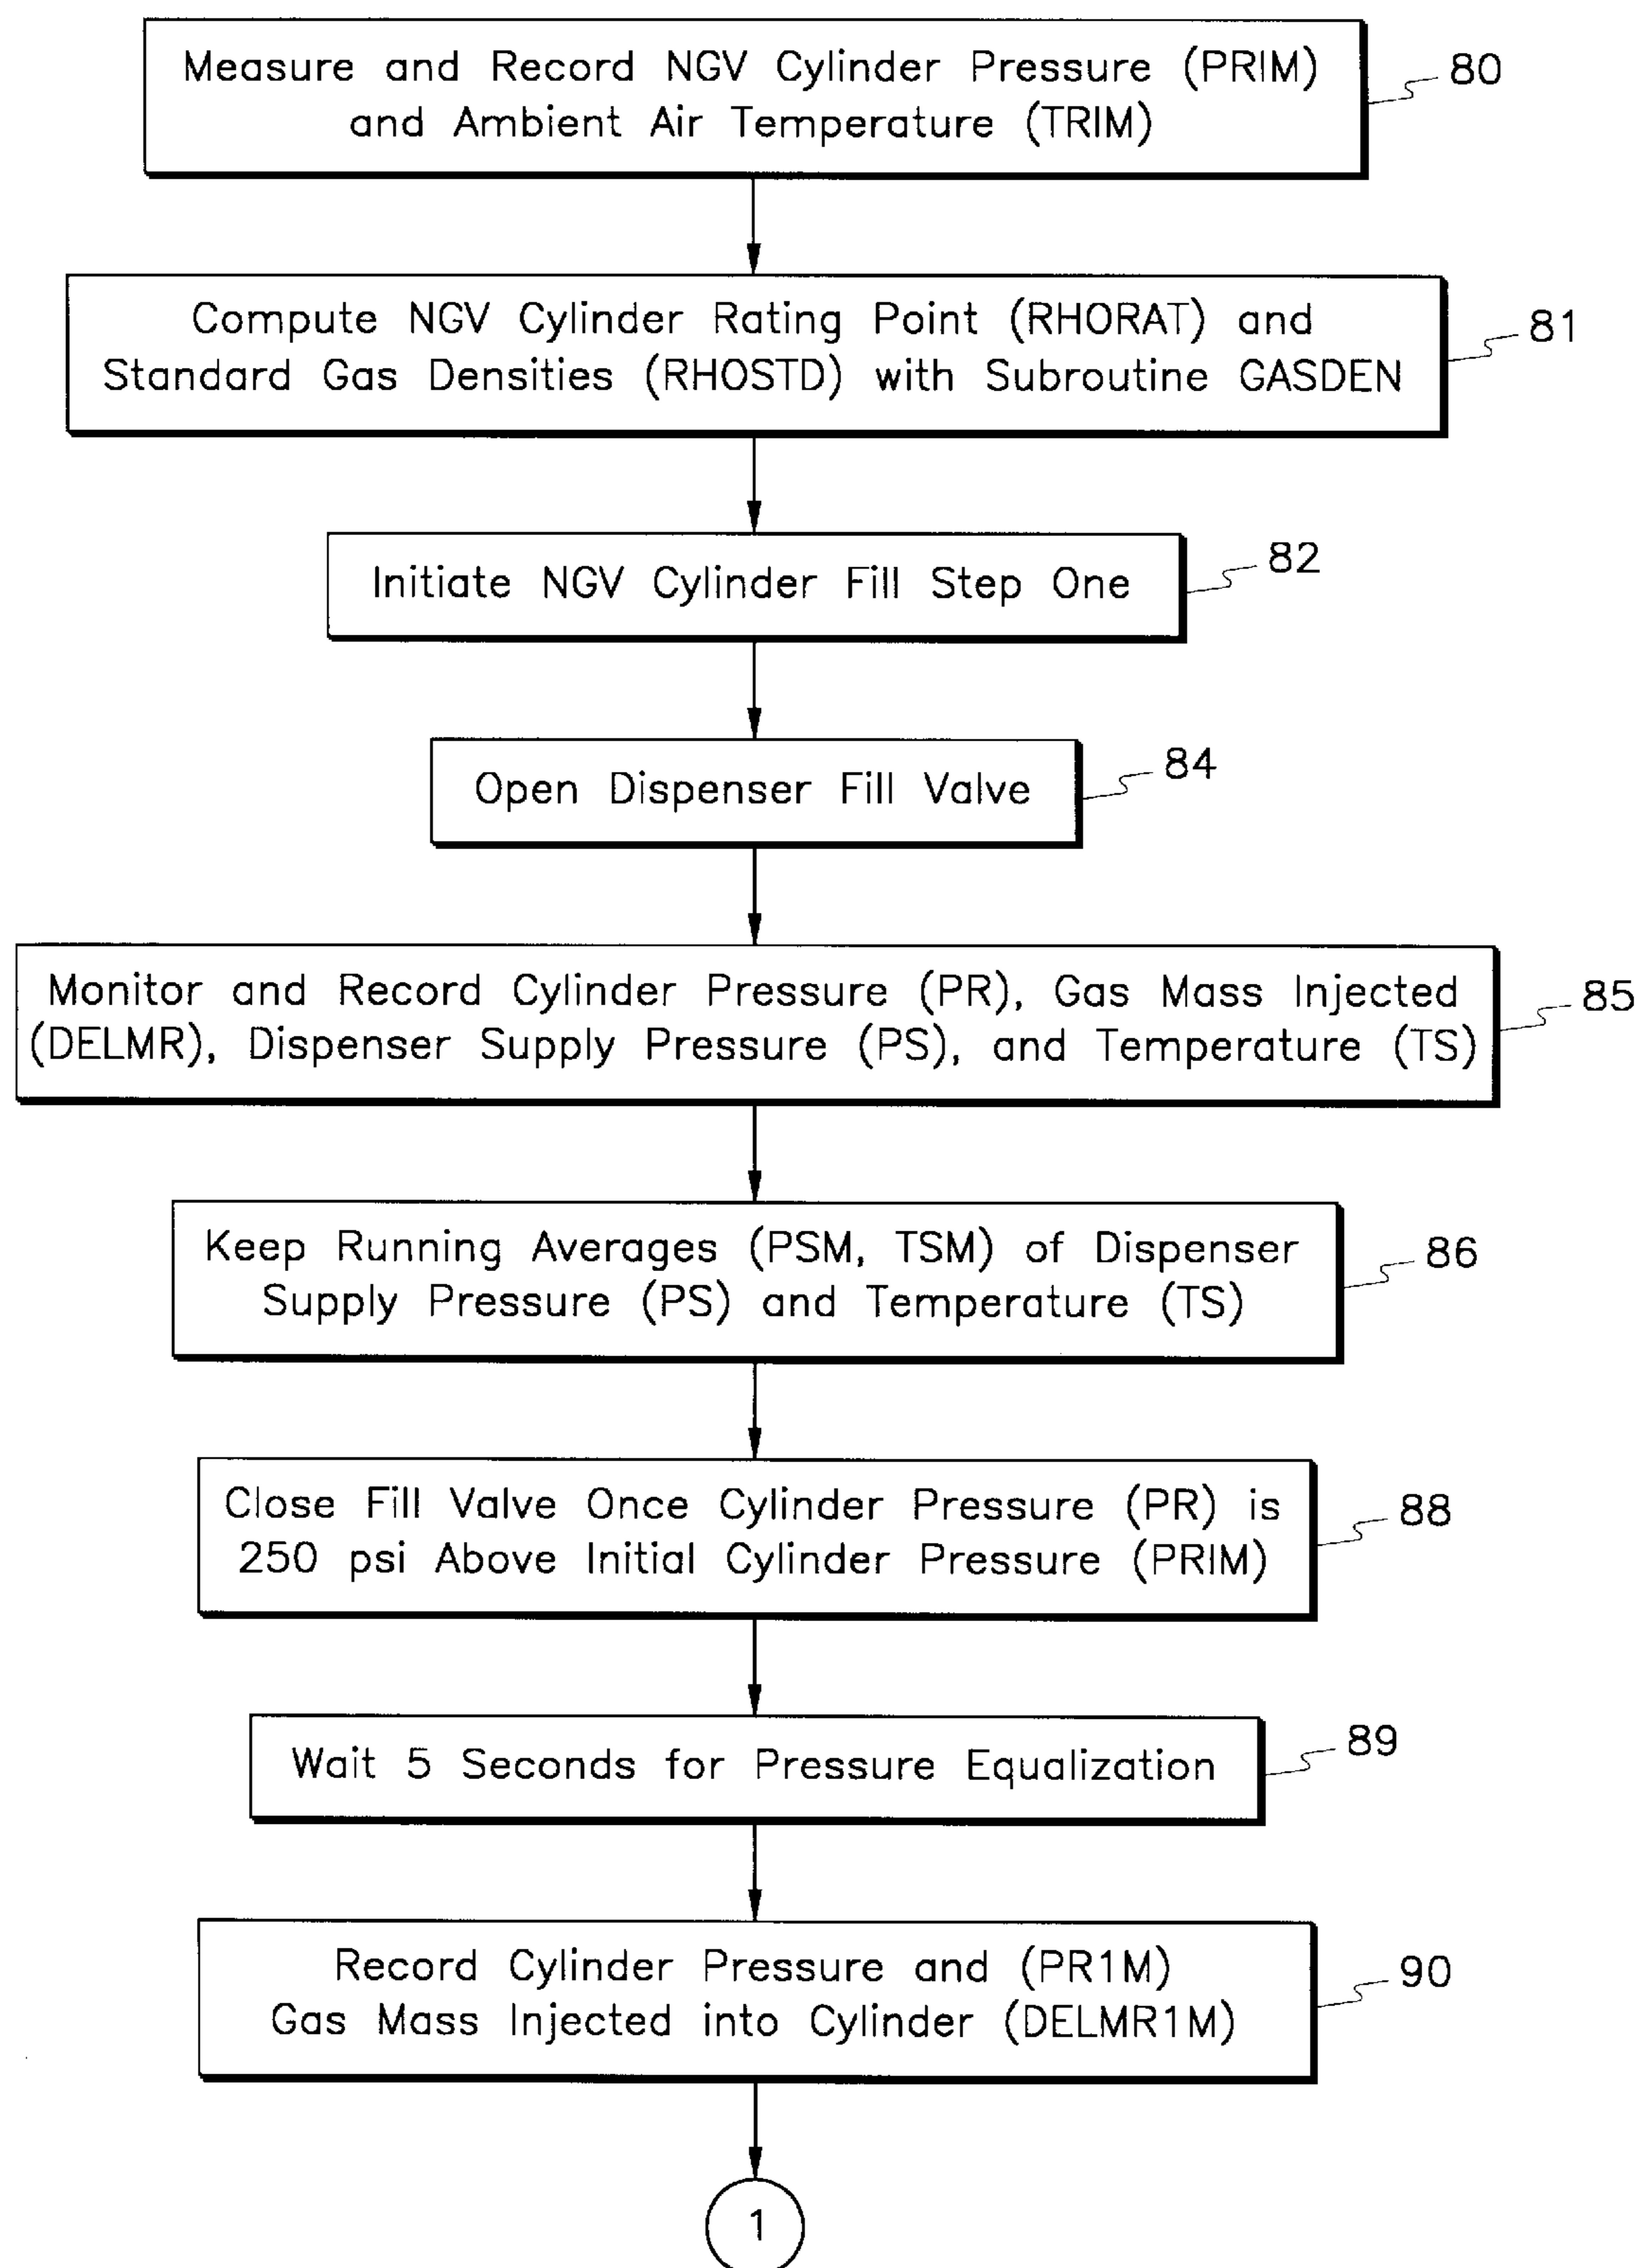 Measure and Record NGV Cylinder Pressure (PRIM)
and Ambient Air Temperature (TRIM)
80
Compute NGV Cylinder Rating Point (RHORAT) and
Standard Gas Densities (RHOSTD) with Subroutine GASDEN
81
Initiate NGV Cylinder Fill Step One
82
Open Dispenser Fill Valve
84
Monitor and Record Cylinder Pressure (PR), Gas Mass Injected
(DELMR), Dispenser Supply Pressure (PS), and Temperature (TS)
85
Keep Running Averages (PSM, TSM) of Dispenser
Supply Pressure (PS) and Temperature (TS)
86
Close Fill Valve Once Cylinder Pressure (PR) is
250 psi Above Initial Cylinder Pressure (PRIM)
88
Wait 5 Seconds for Pressure Equalization
89
Record Cylinder Pressure and (PR1M)
Gas Mass Injected into Cylinder (DELMR1M)
90
1